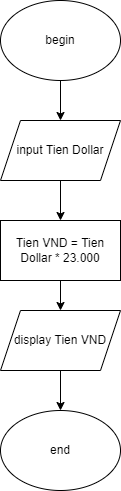 begin
input Tien Dollar
Tien VND = Tien
Dollar * 23.000
display Tien VND
end